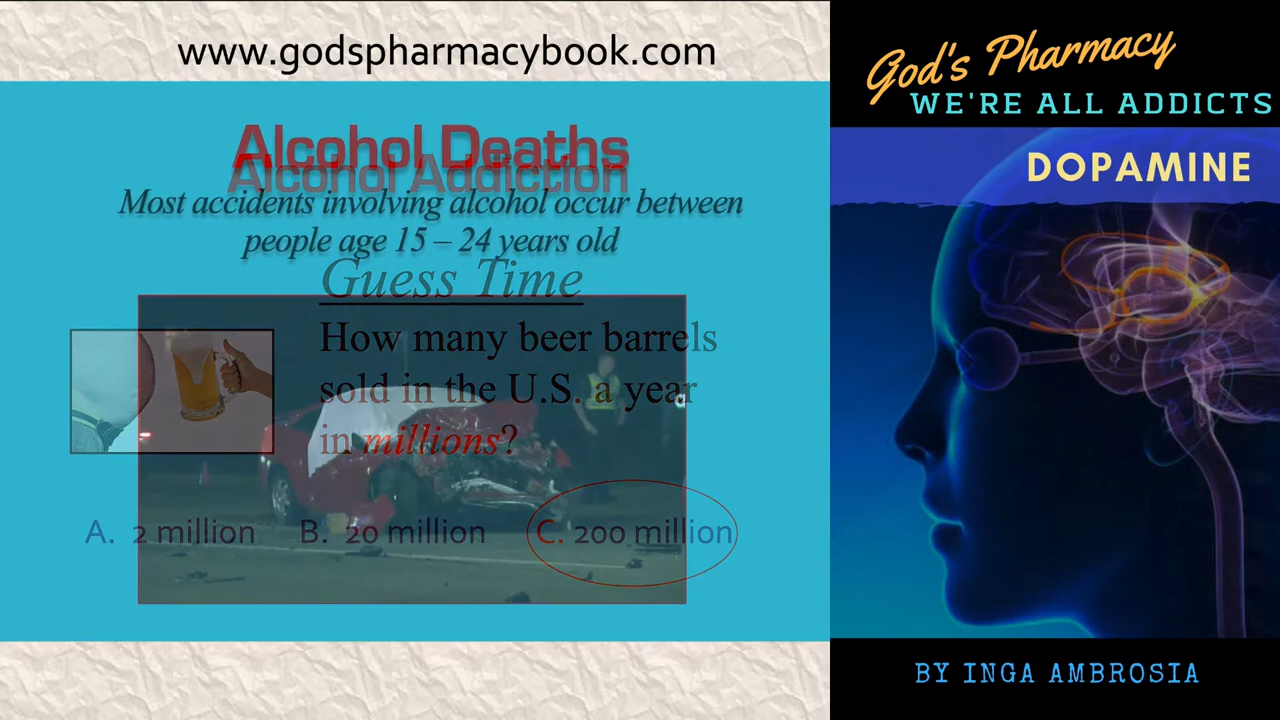 www.godspharmacybook.com
Alcohol Deaths
Alcohol Addiction
Most accidents involving alcohol occur between
people age 15 – 24 years old
Guess Time
How many beer barrels
sold in the U.S. a year
in millions?
A. 2 million B. 20 million C. 200 million
God's Pharmacy
WE'RE ALL ADDICTS
DOPAMINE
BY INGA AMBROSIA